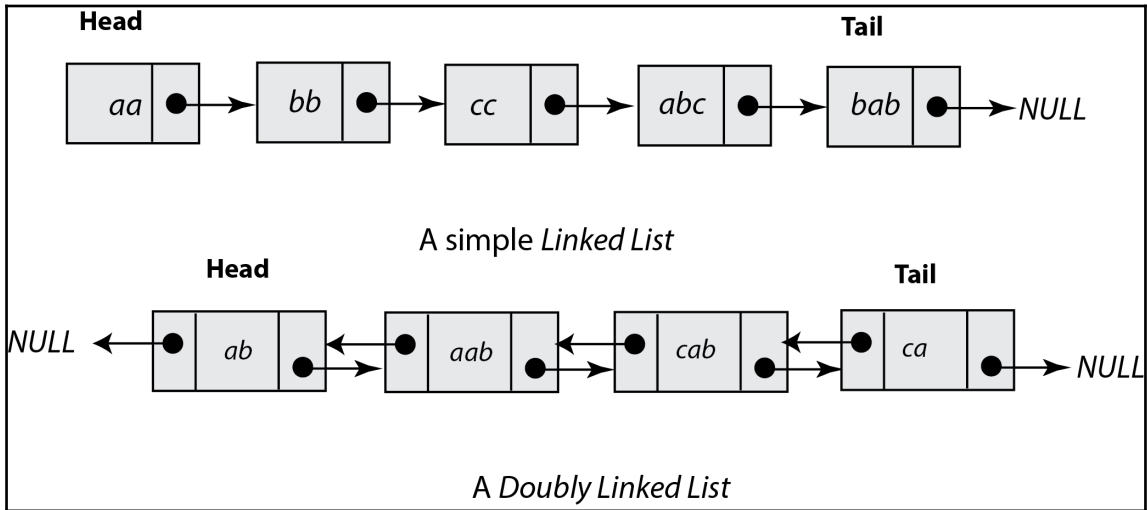 Head Tail
aa bb cc abc bab NULL
A simple Linked List
Head Tail
NULL ab aab cab ca NULL
A Doubly Linked List